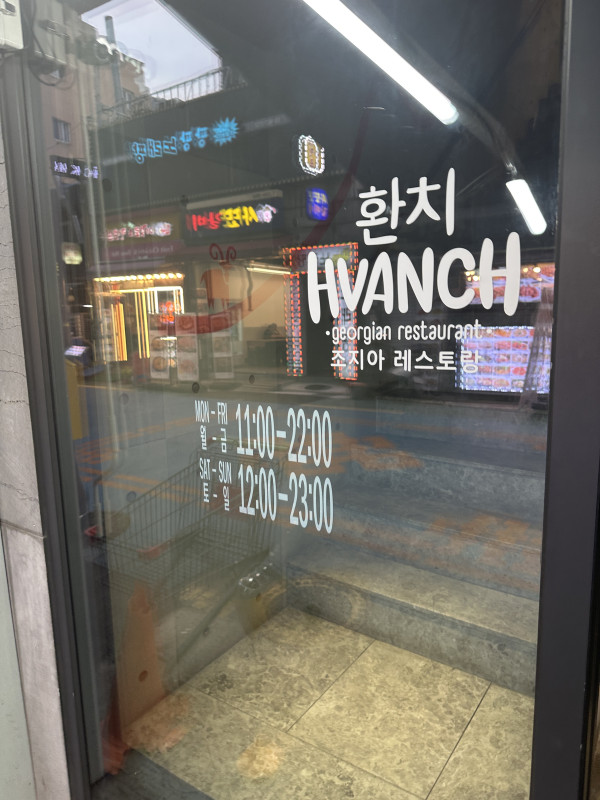 환치
HVANCH
·georgian restaurant·
조지아 레스토랑
MON - FRI 11:00-22:00
월 - 금
SAT - SUN 12:00-23:00
토 - 일